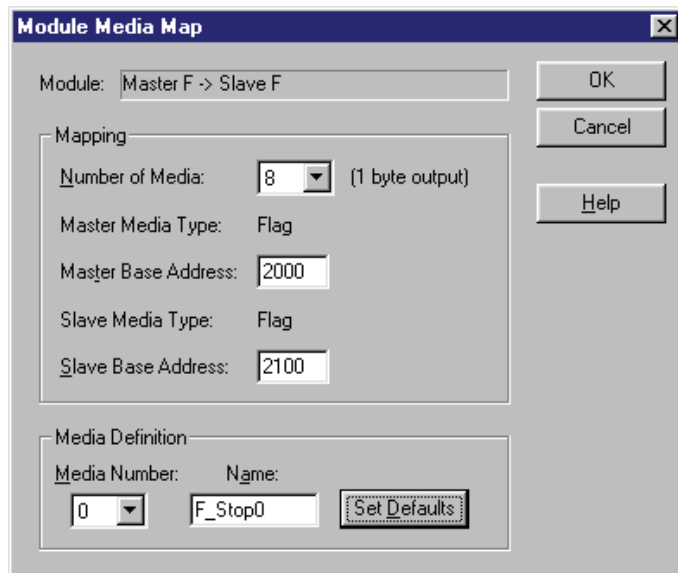 Module Media Map
Module: Master F -> Slave F
OK
Cancel
Help
Mapping
Number of Media: 8 (1 byte output)
Master Media Type: Flag
Master Base Address: 2000
Slave Media Type: Flag
Slave Base Address: 2100
Media Definition
Media Number: Name:
0 F_Stop0 Set Defaults